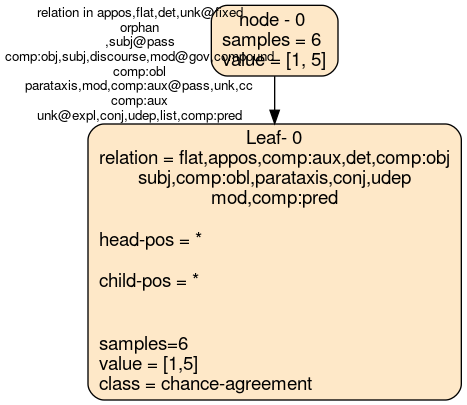 relation in appos,flat,det,unk@fixed
orphan
,subj@pass
comp:obj,subj,discourse,mod@gov,compound
comp:obl
parataxis,mod,comp:aux@pass,unk,cc
comp:aux
unk@expl,conj,udep,list,comp:pred
node - 0
samples = 6
value = [1, 5]
Leaf- 0
relation = flat,appos,comp:aux,det,comp:obj
subj,comp:obl,parataxis,conj,udep
mod,comp:pred
head-pos = *
child-pos = *
samples=6
value = [1,5]
class = chance-agreement